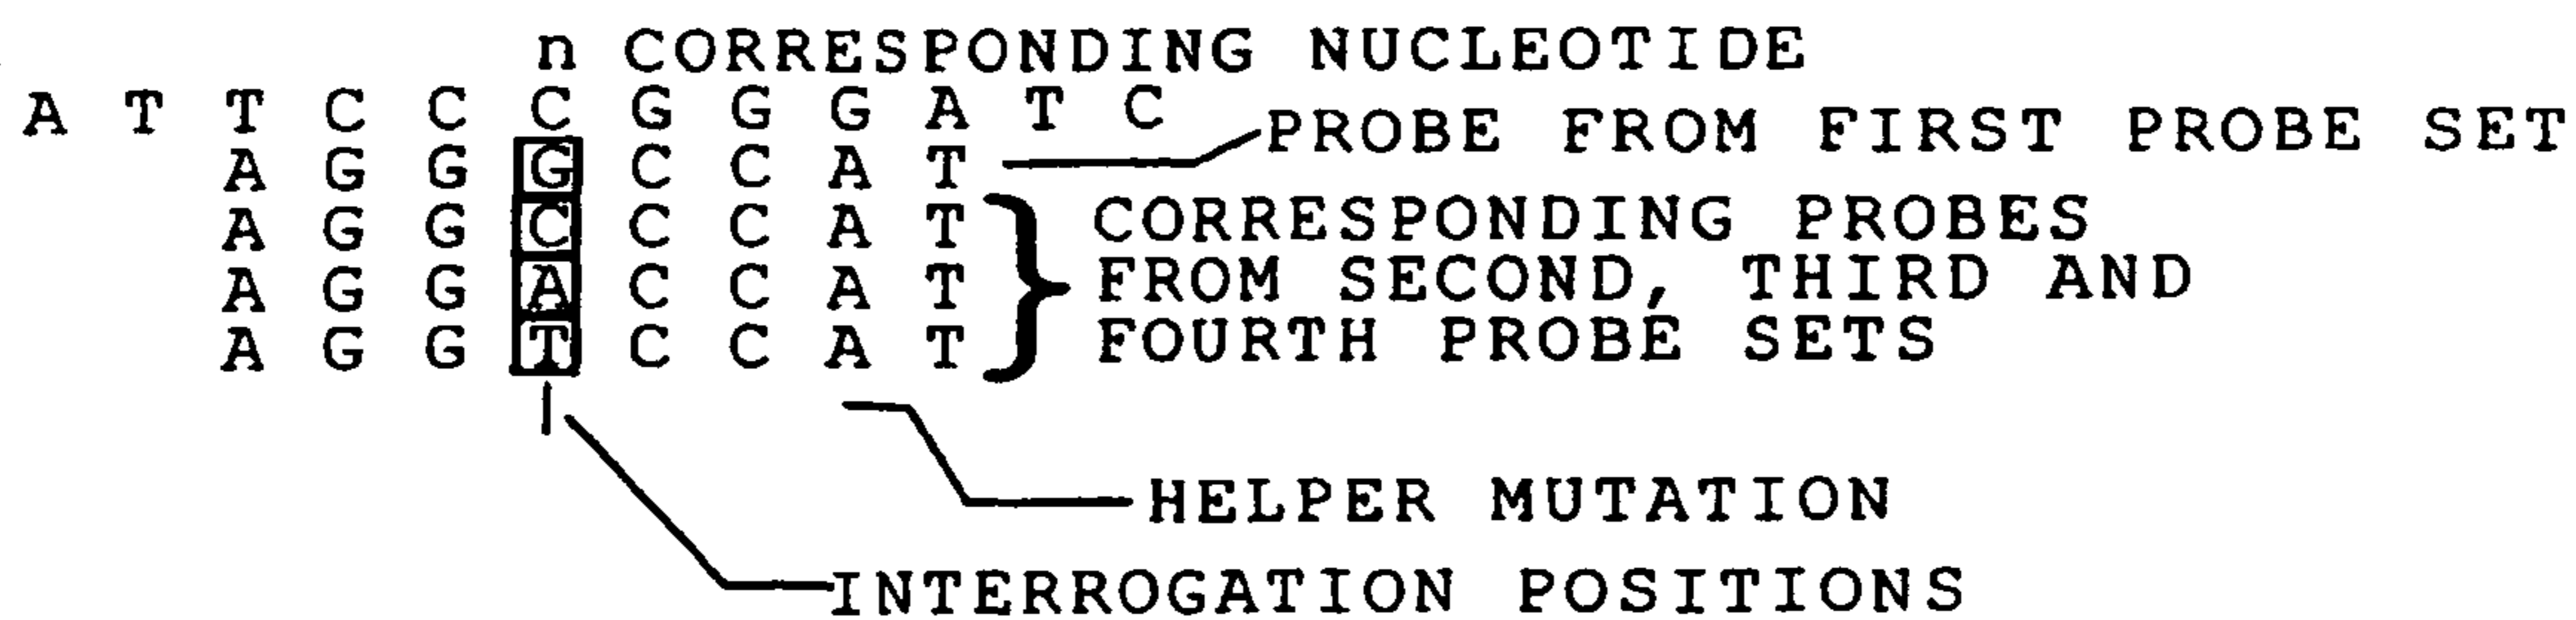 n CORRESPONDING NUCLEOTIDE
A T T C C C G G G A T C
PROBE FROM FIRST PROBE SET
A G G G C C A T
A G G C C C A T
CORRESPONDING PROBES
A G G A C C A T
FROM SECOND, THIRD AND
A G G T C C A T
FOURTH PROBE SETS
HELPER MUTATION
INTERROGATION POSITIONS